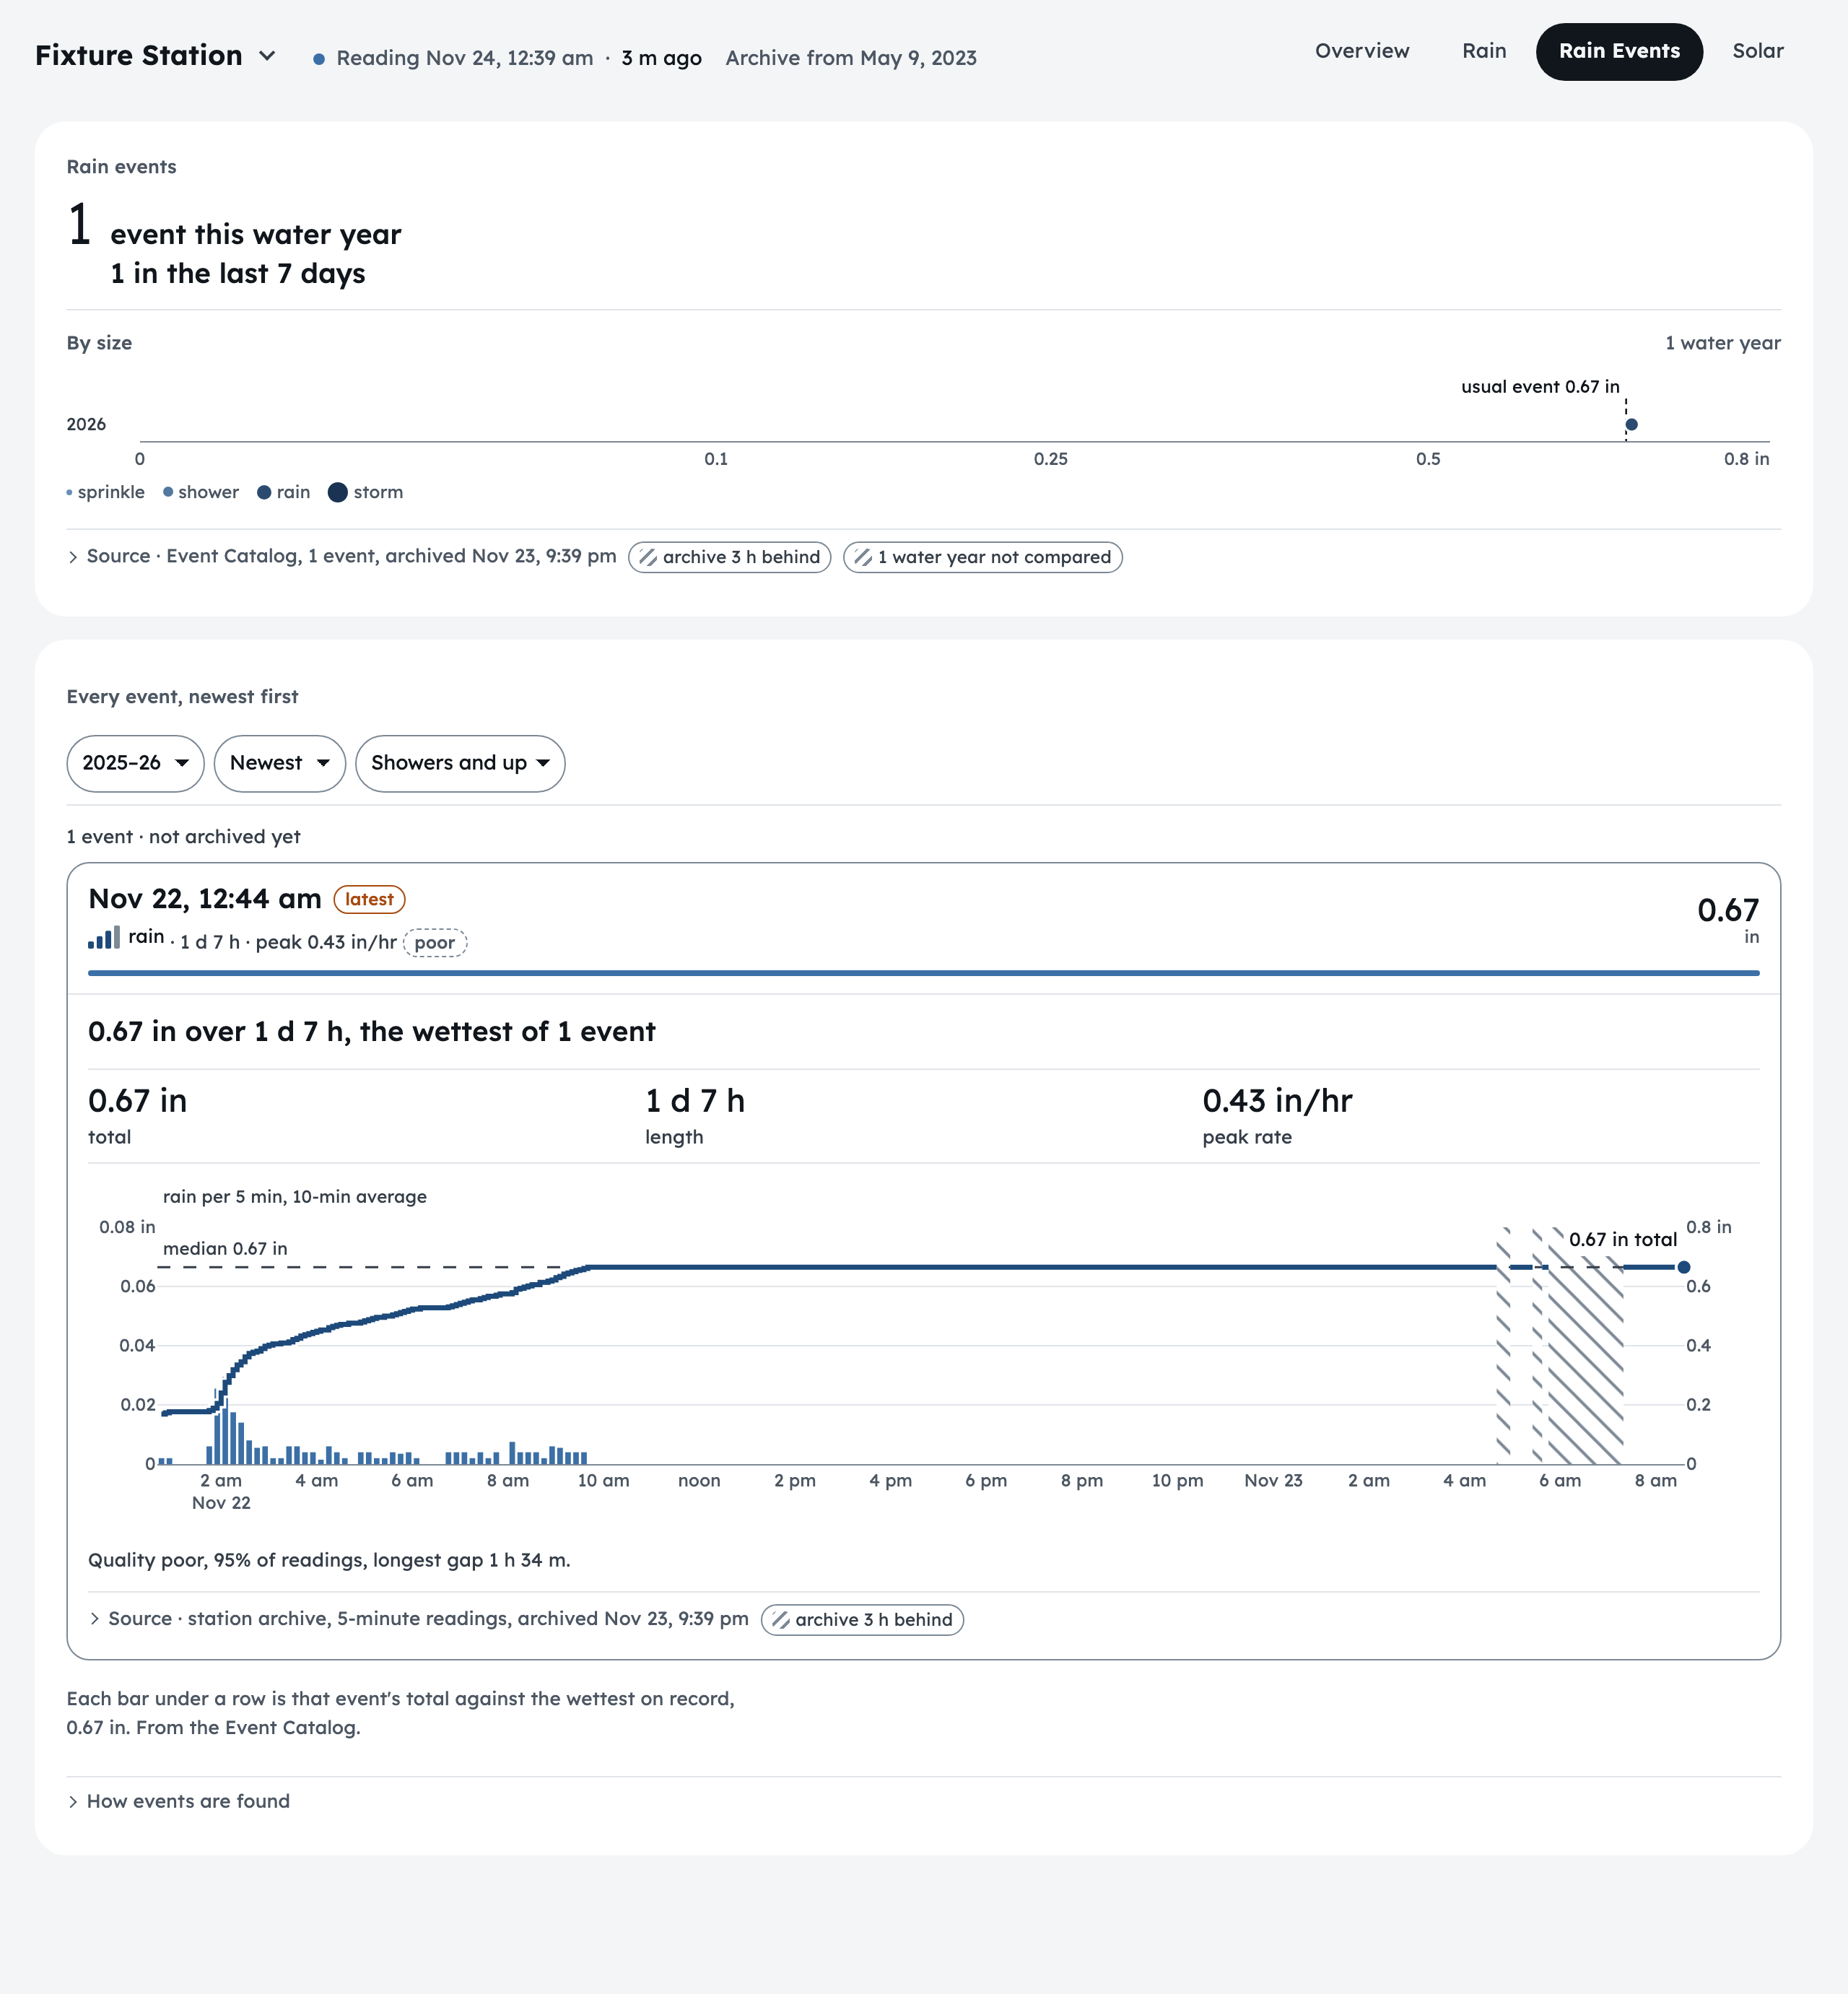 Fixture Station
Reading Nov 24, 12:39 am · 3 m ago Archive from May 9, 2023
Overview Rain Rain Events Solar
Rain events
1 event this water year
1 in the last 7 days
By size 1 water year
usual event 0.67 in
2026
0 0.1 0.25 0.5 0.8 in
sprinkle shower rain storm
Source · Event Catalog, 1 event, archived Nov 23, 9:39 pm archive 3 h behind 1 water year not compared
Every event, newest first
2025–26 Newest Showers and up
1 event · not archived yet
Nov 22, 12:44 am latest
0.67
in
rain · 1 d 7 h · peak 0.43 in/hr poor
0.67 in over 1 d 7 h, the wettest of 1 event
0.67 in 1 d 7 h 0.43 in/hr
total length peak rate
rain per 5 min, 10-min average
0.08 in 0.8 in
median 0.67 in 0.67 in total
0.06 0.6
0.04 0.4
0.02 0.2
0 0
2 am 4 am 6 am 8 am 10 am noon 2 pm 4 pm 6 pm 8 pm 10 pm Nov 23 2 am 4 am 6 am 8 am
Nov 22
Quality poor, 95% of readings, longest gap 1 h 34 m.
Source · station archive, 5-minute readings, archived Nov 23, 9:39 pm archive 3 h behind
Each bar under a row is that event's total against the wettest on record,
0.67 in. From the Event Catalog.
How events are found